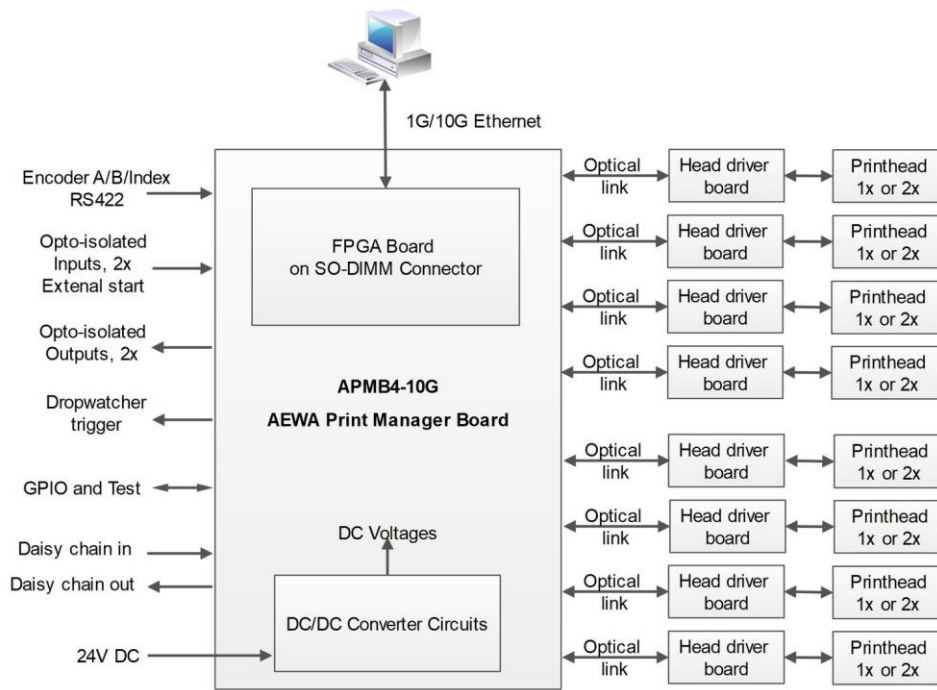 1G/10G Ethernet
Encoder A/B/Index
RS422
Opto-isolated
Inputs, 2x
Extenal start
Opto-isolated
Outputs, 2x
Dropwatcher
trigger
GPIO and Test
Daisy chain in
Daisy chain out
24V DC
FPGA Board
on SO-DIMM Connector
APMB4-10G
AEWA Print Manager Board
DC Voltages
DC/DC Converter Circuits
Optical
link
Head driver
board
Printhead
1x or 2x
Optical
link
Head driver
board
Printhead
1x or 2x
Optical
link
Head driver
board
Printhead
1x or 2x
Optical
link
Head driver
board
Printhead
1x or 2x
Optical
link
Head driver
board
Printhead
1x or 2x
Optical
link
Head driver
board
Printhead
1x or 2x
Optical
link
Head driver
board
Printhead
1x or 2x
Optical
link
Head driver
board
Printhead
1x or 2x